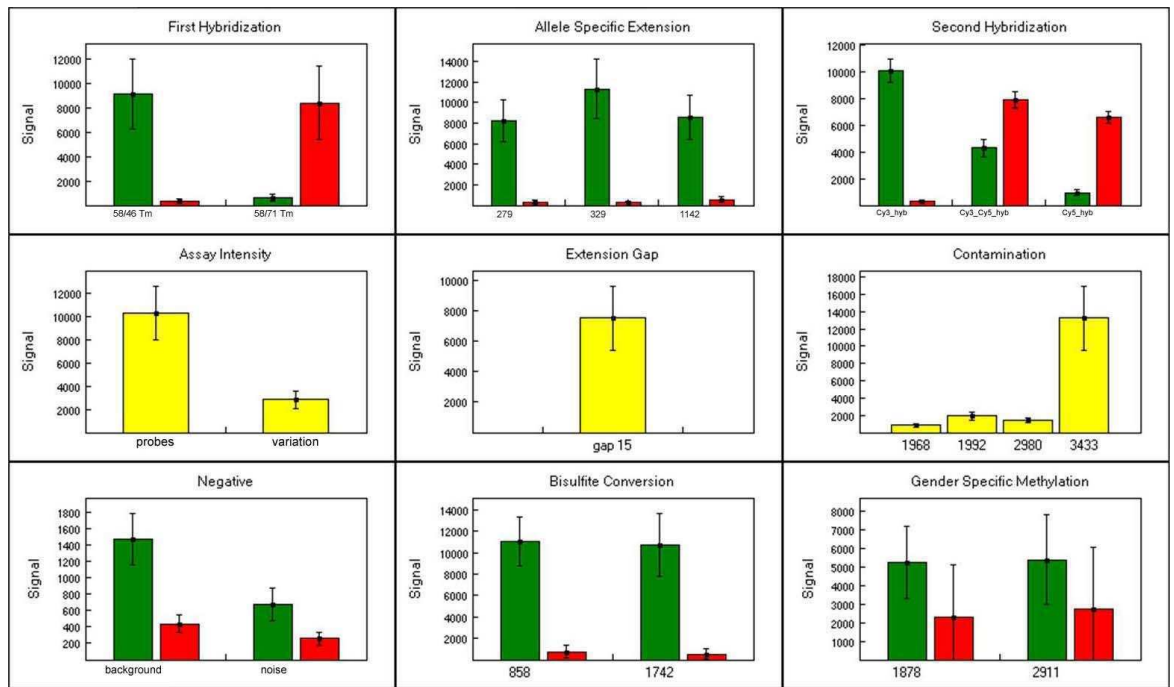 First Hybridization
Signal
12000
10000
8000
6000
4000
2000
58/46 Tm 58/71 Tm
Allele Specific Extension
Signal
14000
12000
10000
8000
6000
4000
2000
279 329 1142
Second Hybridization
Signal
12000
10000
8000
6000
4000
2000
Cy3_hyb Cy3_Cy5_hyb Cy5_hyb
Assay Intensity
Signal
12000
10000
8000
6000
4000
2000
probes variation
Extension Gap
Signal
10000
8000
6000
4000
2000
gap 15
Contamination
Signal
18000
16000
14000
12000
10000
8000
6000
4000
2000
1968 1992 2980 3433
Negative
Signal
1800
1600
1400
1200
1000
800
600
400
200
background noise
Bisulfite Conversion
Signal
14000
12000
10000
8000
6000
4000
2000
858 1742
Gender Specific Methylation
Signal
8000
7000
6000
5000
4000
3000
2000
1000
1878 2911